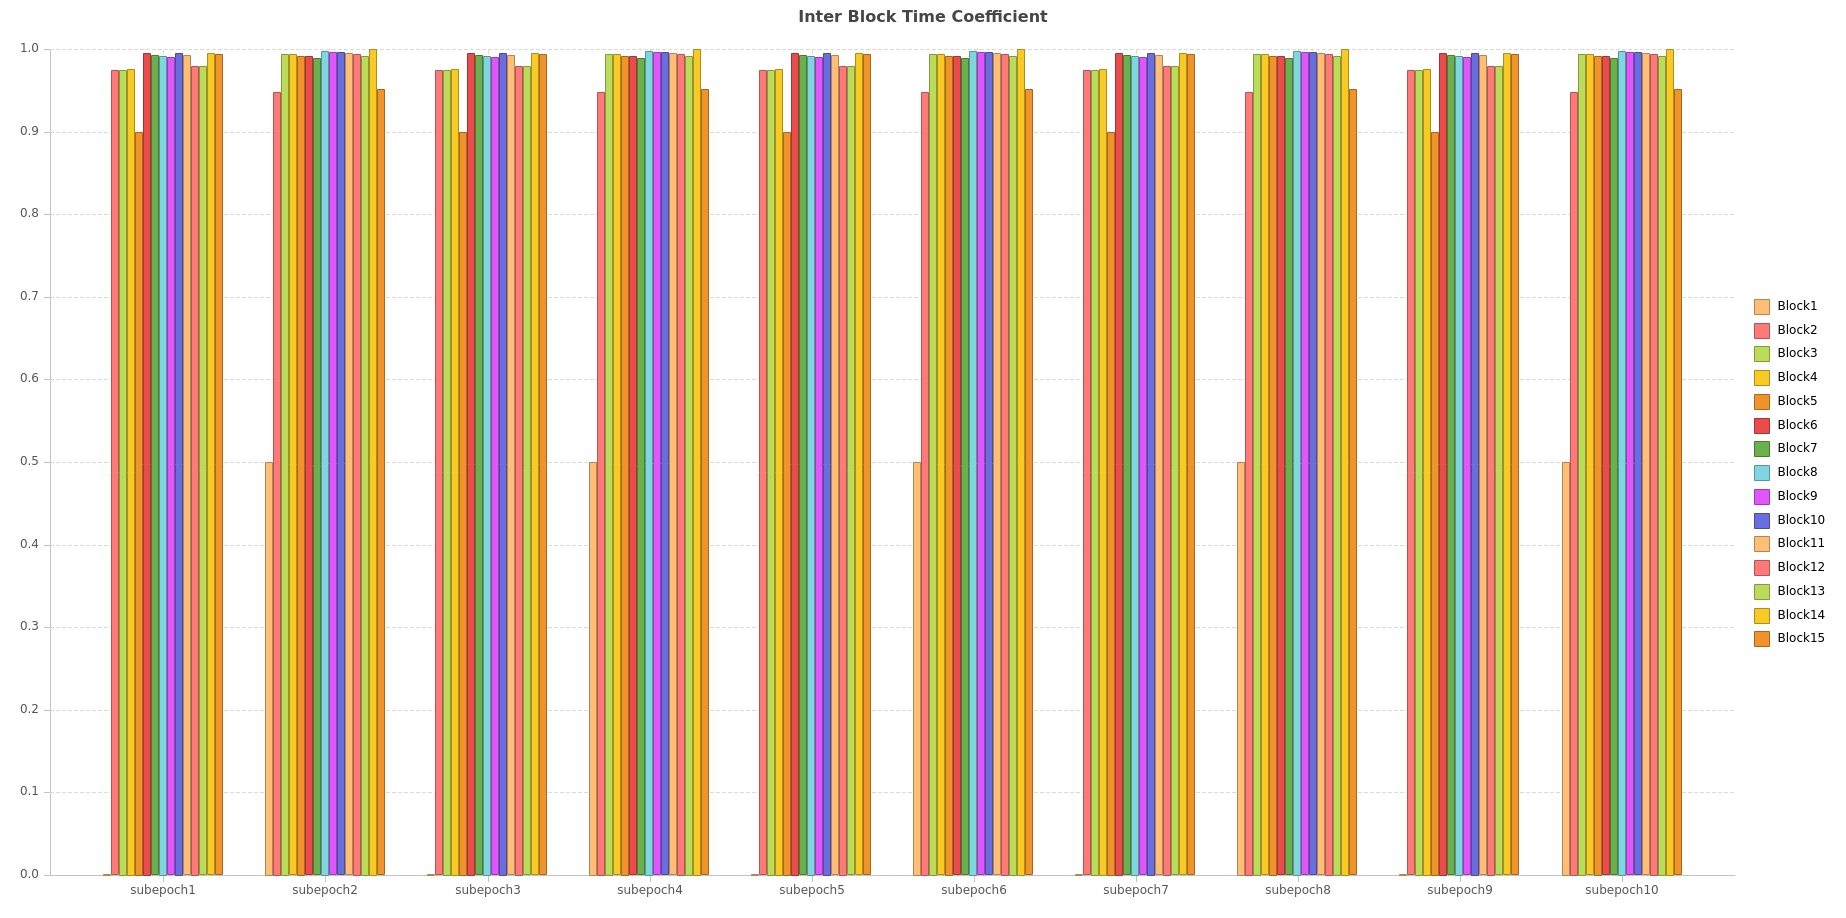 Inter Block Time Coefficient
1.0
0.9
0.8
0.7
0.6
0.5
0.4
0.3
0.2
0.1
0.0
subepoch1 subepoch2 subepoch3 subepoch4 subepoch5 subepoch6 subepoch7 subepoch8 subepoch9 subepoch10
Block1
Block2
Block3
Block4
Block5
Block6
Block7
Block8
Block9
Block10
Block11
Block12
Block13
Block14
Block15